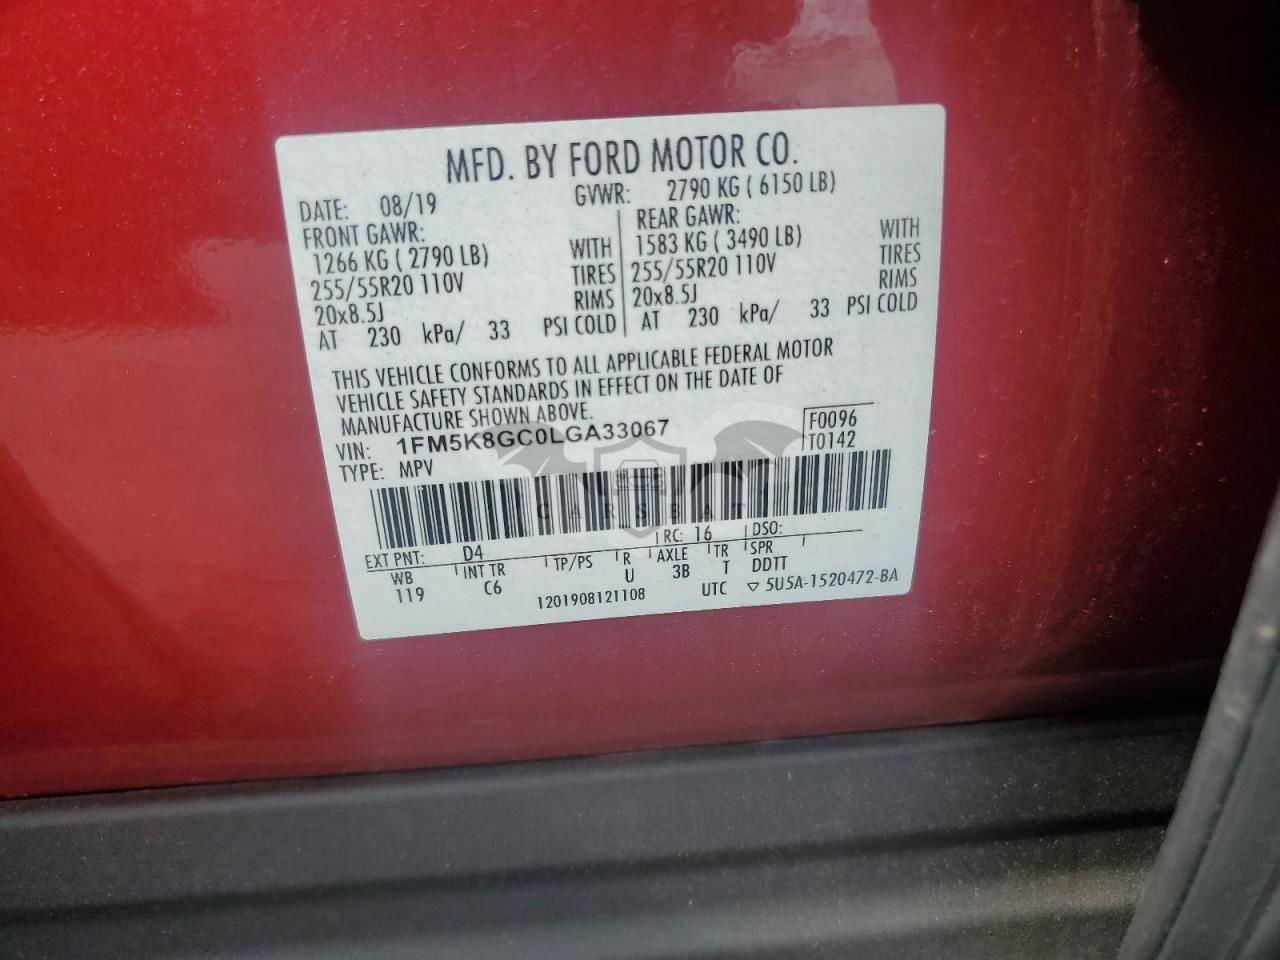 MFD. BY FORD MOTOR CO.
DATE: 08/19 GVWR: 2790 KG ( 6150 LB)
FRONT GAWR: REAR GAWR:
1266 KG ( 2790 LB) WITH 1583 KG ( 3490 LB) WITH
255/55R20 110V TIRES 255/55R20 110V TIRES
20x8.5J RIMS 20x8.5J RIMS
AT 230 kPa/ 33 PSI COLD AT 230 kPa/ 33 PSI COLD
THIS VEHICLE CONFORMS TO ALL APPLICABLE FEDERAL MOTOR
VEHICLE SAFETY STANDARDS IN EFFECT ON THE DATE OF
MANUFACTURE SHOWN ABOVE.
VIN: 1FM5K8GC0LGA33067 F0096
TYPE: MPV T0142
CARSBAT
EXT PNT: D4 RC: 16 DSO:
WB INT TR TP/PS R AXLE TR SPR
119 C6 U 3B T DDTT
1201908121108 UTC ▽ 5U5A-1520472-BA